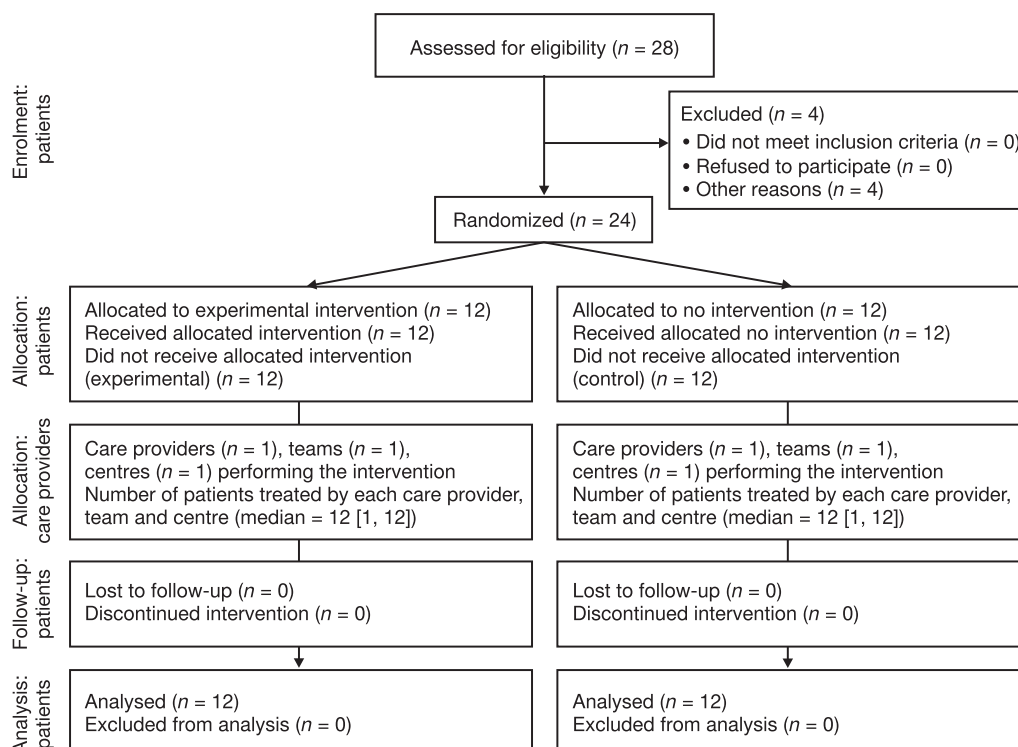 Assessed for eligibility (n = 28)
Enrolment:
patients
Excluded (n = 4)
• Did not meet inclusion criteria (n = 0)
• Refused to participate (n = 0)
• Other reasons (n = 4)
Randomized (n = 24)
Allocation:
patients
Allocated to experimental intervention (n = 12)
Received allocated intervention (n = 12)
Did not receive allocated intervention
(experimental) (n = 12)
Allocated to no intervention (n = 12)
Received allocated no intervention (n = 12)
Did not receive allocated intervention
(control) (n = 12)
Allocation:
care providers
Care providers (n = 1), teams (n = 1),
centres (n = 1) performing the intervention
Number of patients treated by each care provider,
team and centre (median = 12 [1, 12])
Care providers (n = 1), teams (n = 1),
centres (n = 1) performing the intervention
Number of patients treated by each care provider,
team and centre (median = 12 [1, 12])
Follow-up:
patients
Lost to follow-up (n = 0)
Discontinued intervention (n = 0)
Lost to follow-up (n = 0)
Discontinued intervention (n = 0)
Analysis:
patients
Analysed (n = 12)
Excluded from analysis (n = 0)
Analysed (n = 12)
Excluded from analysis (n = 0)